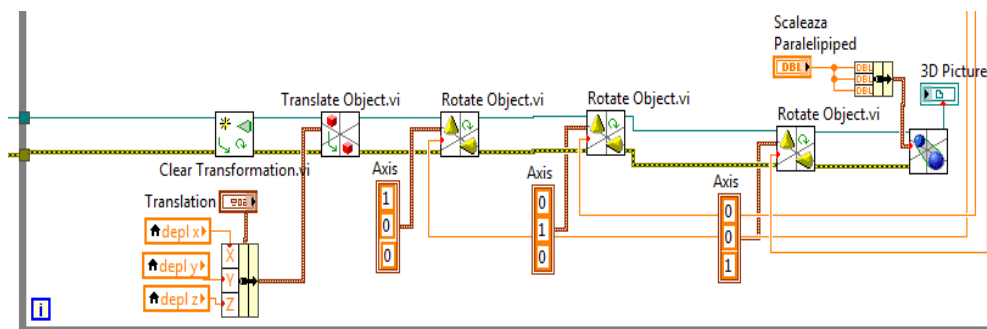 Scaleaza
Paralelipiped
DBL
DBL
DBL
DBL
3D Picture
Translate Object.vi
Rotate Object.vi
Rotate Object.vi
Rotate Object.vi
Clear Transformation.vi
Axis
1
0
0
Axis
0
1
0
Axis
0
0
1
Translation
depl x
depl y
depl z
X
Y
Z
i